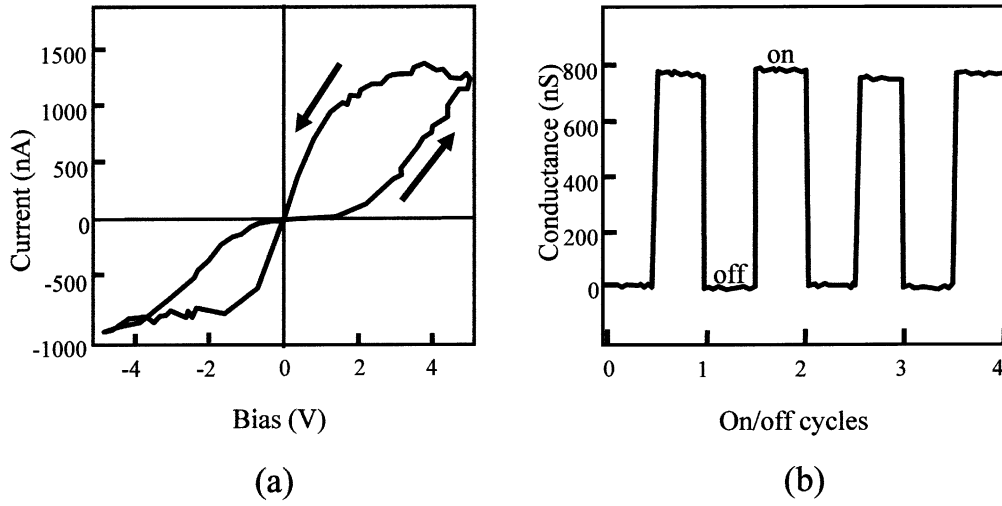 1500
1000
500
0
-500
-1000
Current (nA)
-4
-2
0
2
4
Bias (V)
(a)
800
600
400
200
0
Conductance (nS)
on
off
0
1
2
3
4
On/off cycles
(b)